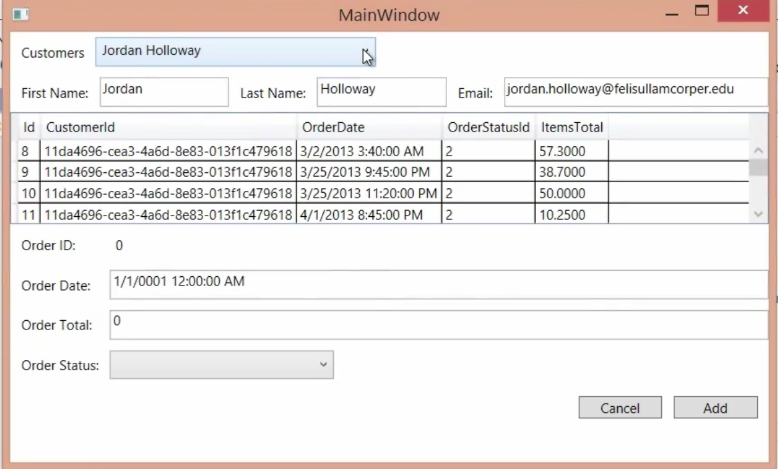 MainWindow
Customers Jordan Holloway
First Name: Jordan Last Name: Holloway Email: jordan.holloway@felisullamcorper.edu
Id CustomerId OrderDate OrderStatusId ItemsTotal
8 11da4696-cea3-4a6d-8e83-013f1c479618 3/2/2013 3:40:00 AM 2 57.3000
9 11da4696-cea3-4a6d-8e83-013f1c479618 3/25/2013 9:45:00 PM 2 38.7000
10 11da4696-cea3-4a6d-8e83-013f1c479618 3/25/2013 11:20:00 PM 2 50.0000
11 11da4696-cea3-4a6d-8e83-013f1c479618 4/1/2013 8:45:00 PM 2 10.2500
Order ID: 0
Order Date: 1/1/0001 12:00:00 AM
Order Total: 0
Order Status:
Cancel Add